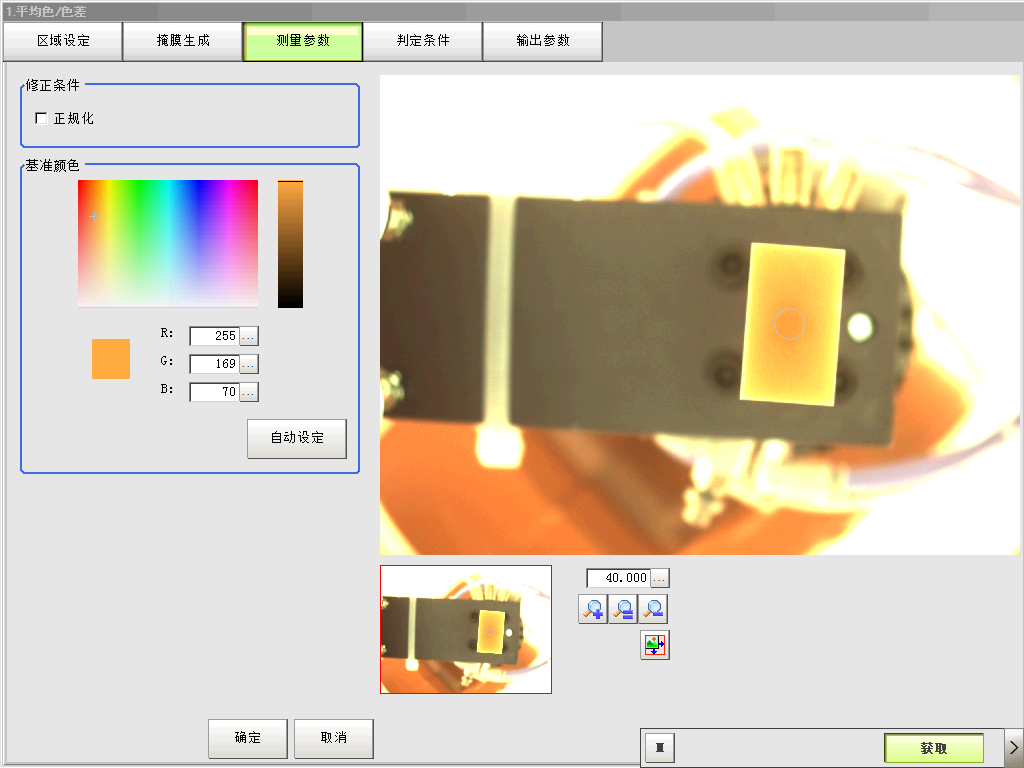 1.平均色/色差
区域设定 掩膜生成 测量参数 判定条件 输出参数
修正条件
正规化
基准颜色
R: 255 ...
G: 169 ...
B: 70 ...
自动设定
40.000 ...
确定 取消
获取